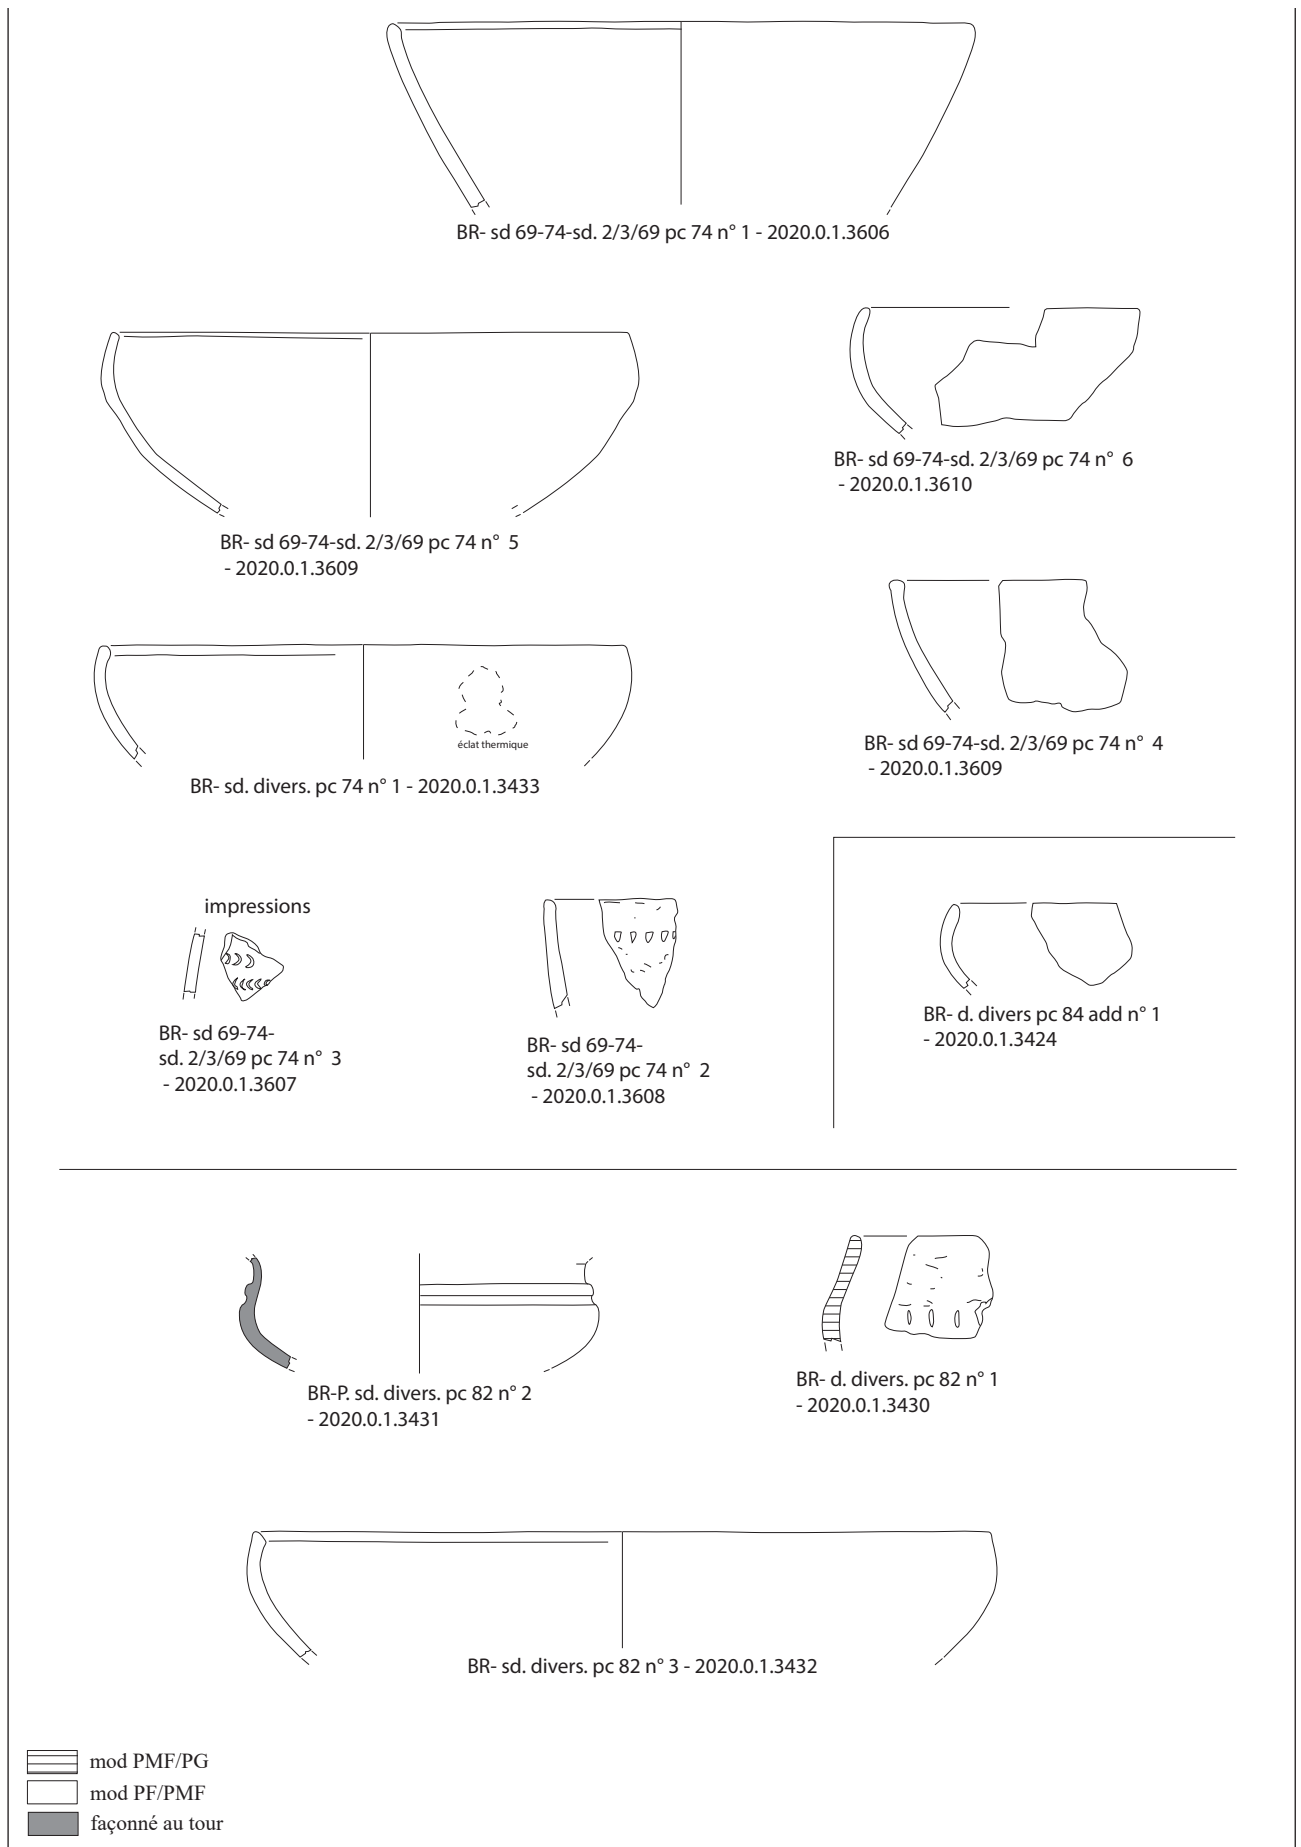 BR- sd 69-74-sd. 2/3/69 pc 74 n° 1 - 2020.0.1.3606
BR- sd 69-74-sd. 2/3/69 pc 74 n° 6
- 2020.0.1.3610
BR- sd 69-74-sd. 2/3/69 pc 74 n° 5
- 2020.0.1.3609
éclat thermique
BR- sd 69-74-sd. 2/3/69 pc 74 n° 4
- 2020.0.1.3609
BR- sd. divers. pc 74 n° 1 - 2020.0.1.3433
impressions
BR- sd 69-74-
sd. 2/3/69 pc 74 n° 3
- 2020.0.1.3607
BR- sd 69-74-
sd. 2/3/69 pc 74 n° 2
- 2020.0.1.3608
BR- d. divers pc 84 add n° 1
- 2020.0.1.3424
BR-P. sd. divers. pc 82 n° 2
- 2020.0.1.3431
BR- d. divers. pc 82 n° 1
- 2020.0.1.3430
BR- sd. divers. pc 82 n° 3 - 2020.0.1.3432
mod PMF/PG
mod PF/PMF
façonné au tour